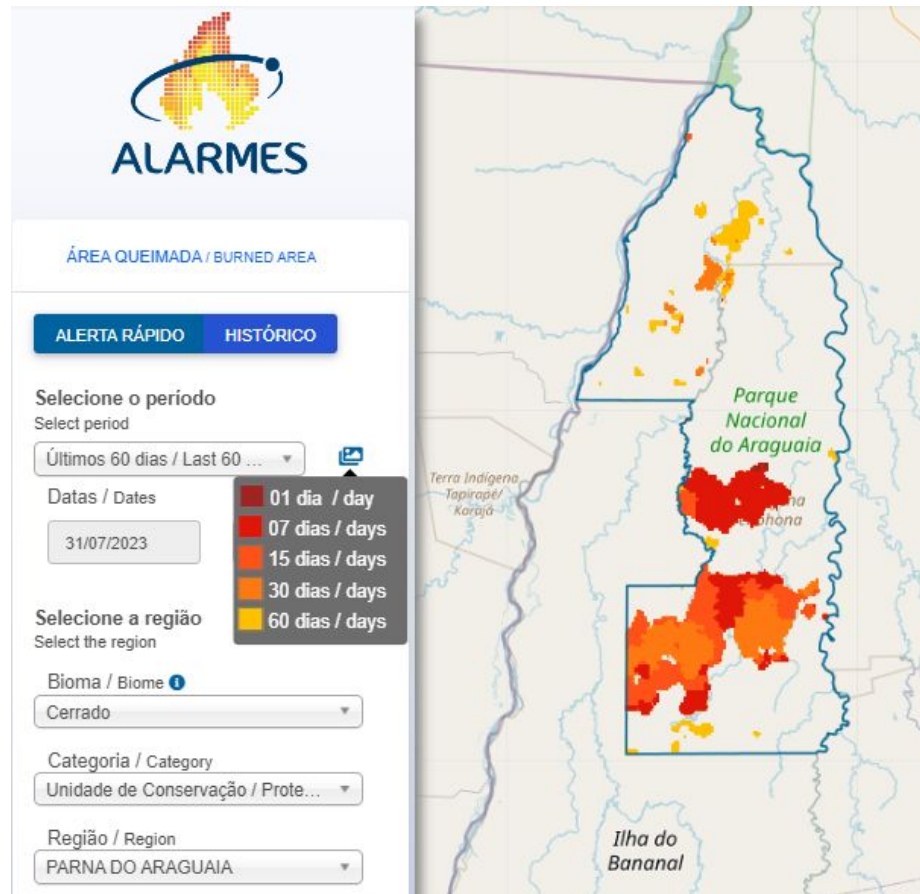 ALARMES
ÁREA QUEIMADA / BURNED AREA
ALERTA RÁPIDO
HISTÓRICO
Selecione o período
Select period
Últimos 60 dias / Last 60 ...
Datas / Dates
31/07/2023
01 dia / day
07 dias / days
15 dias / days
30 dias / days
60 dias / days
Selecione a região
Select the region
Bioma / Biome
Cerrado
Categoria / Category
Unidade de Conservação / Prote...
Região / Region
PARNA DO ARAGUAIA
Parque
Nacional
do Araguaia
Terra Indígena
Tapirapé/
Karajá
Ilha do
Bananal